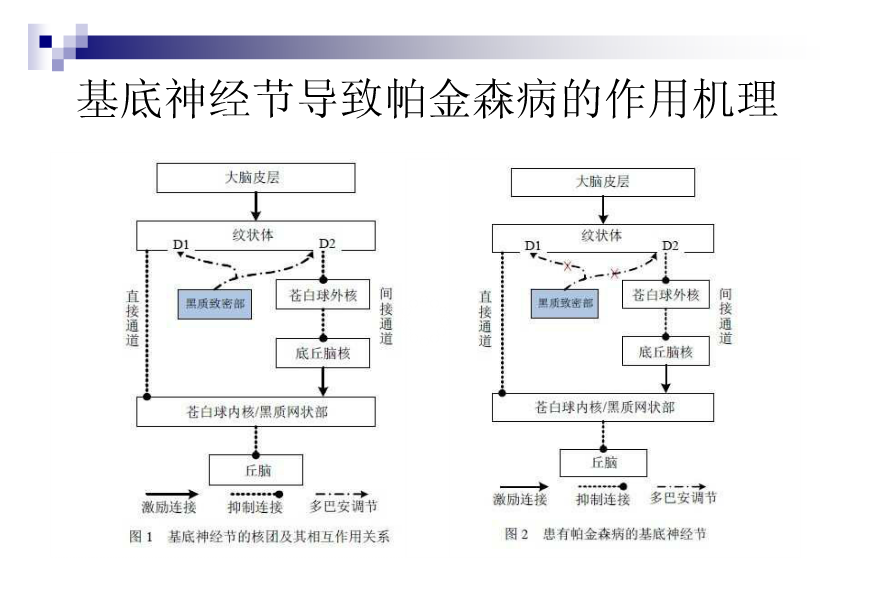 基底神经节导致帕金森病的作用机理
大脑皮层
纹状体
D1
D2
黑质致密部
苍白球外核
直接通道
间接通道
底丘脑核
苍白球内核/黑质网状部
丘脑
激励连接 抑制连接 多巴安调节
图 1 基底神经节的核团及其相互作用关系
大脑皮层
纹状体
D1
D2
黑质致密部
苍白球外核
直接通道
间接通道
底丘脑核
苍白球内核/黑质网状部
丘脑
激励连接 抑制连接 多巴安调节
图 2 患有帕金森病的基底神经节